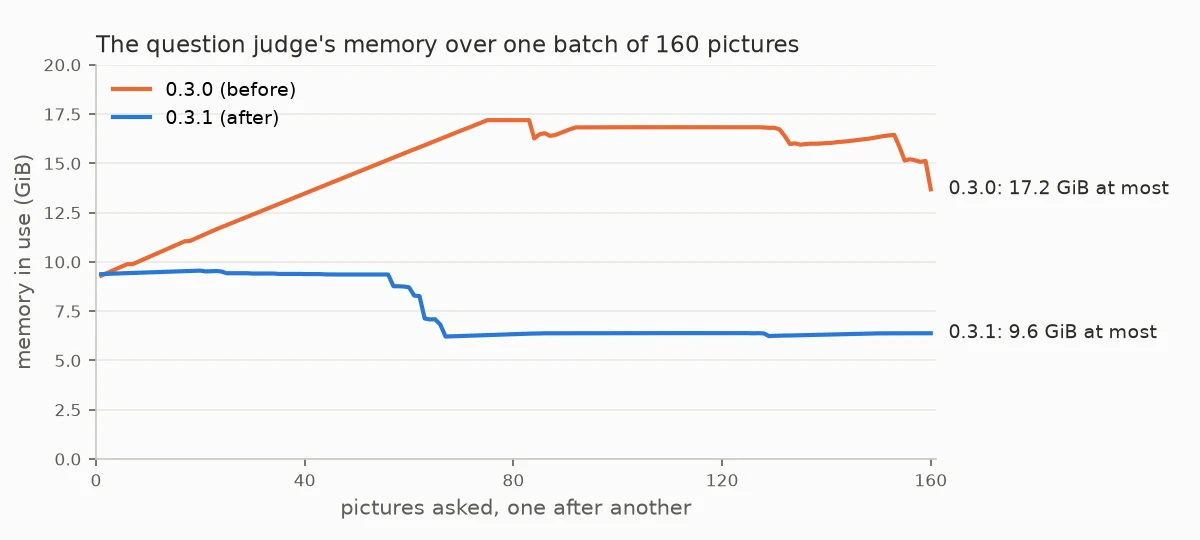 The question judge's memory over one batch of 160 pictures
20.0
17.5
15.0
12.5
10.0
7.5
5.0
2.5
0.0
memory in use (GiB)
0.3.0 (before)
0.3.1 (after)
0.3.0: 17.2 GiB at most
0.3.1: 9.6 GiB at most
0 40 80 120 160
pictures asked, one after another